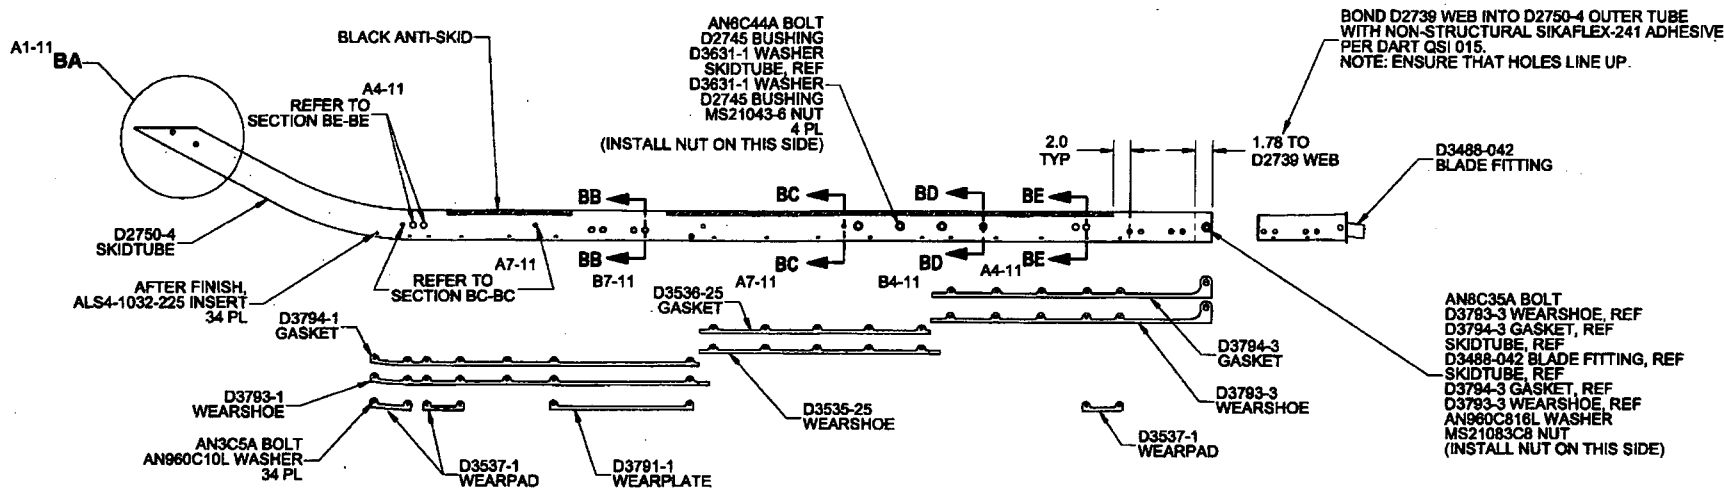 A1-11 BA
BLACK ANTI-SKID
A4-11
REFER TO
SECTION BE-BE
AN6C44A BOLT
D2745 BUSHING
D3631-1 WASHER
SKIDTUBE, REF
D3631-1 WASHER
D2745 BUSHING
MS21043-6 NUT
4 PL
(INSTALL NUT ON THIS SIDE)
BOND D2739 WEB INTO D2750-4 OUTER TUBE
WITH NON-STRUCTURAL SIKAFLEX-241 ADHESIVE
PER DART QSI 015.
NOTE: ENSURE THAT HOLES LINE UP.
2.0
TYP
1.78 TO
D2739 WEB
D3488-042
BLADE FITTING
BB
BC
BD
BE
D2750-4
SKIDTUBE
BB
BC
BD
BE
A7-11
B7-11
A7-11
B4-11
A4-11
REFER TO
SECTION BC-BC
AFTER FINISH,
ALS4-1032-225 INSERT
34 PL
D3794-1
GASKET
D3536-25
GASKET
D3794-3
GASKET
D3793-1
WEARSHOE
D3535-25
WEARSHOE
D3793-3
WEARSHOE
AN3C5A BOLT
AN960C10L WASHER
34 PL
D3537-1
WEARPAD
D3791-1
WEARPLATE
D3537-1
WEARPAD
AN8C35A BOLT
D3793-3 WEARSHOE, REF
D3794-3 GASKET, REF
SKIDTUBE, REF
D3488-042 BLADE FITTING, REF
SKIDTUBE, REF
D3794-3 GASKET, REF
D3793-3 WEARSHOE, REF
AN960C816L WASHER
MS21083C8 NUT
(INSTALL NUT ON THIS SIDE)